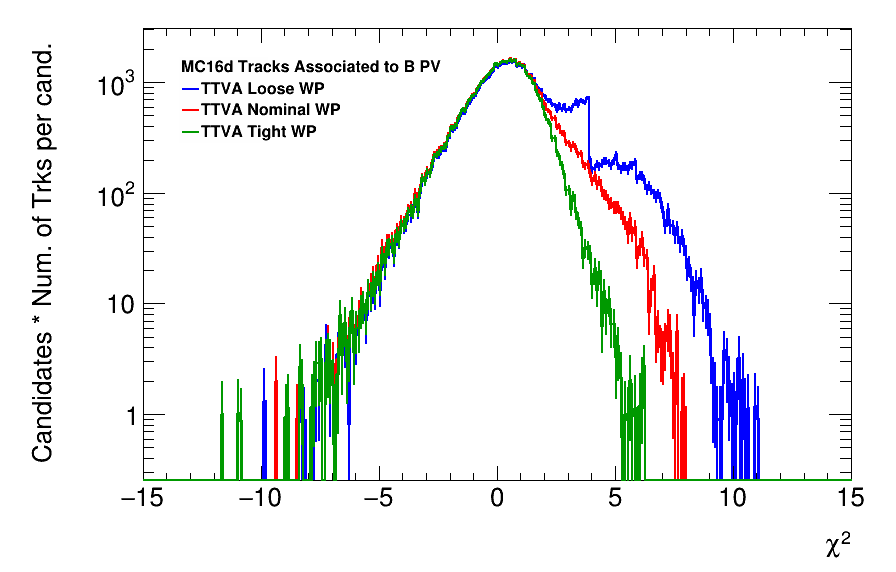 Candidates * Num. of Trks per cand.
MC16d Tracks Associated to B PV
TTVA Loose WP
TTVA Nominal WP
TTVA Tight WP
10³
10²
10
1
−15 −10 −5 0 5 10 15
χ²